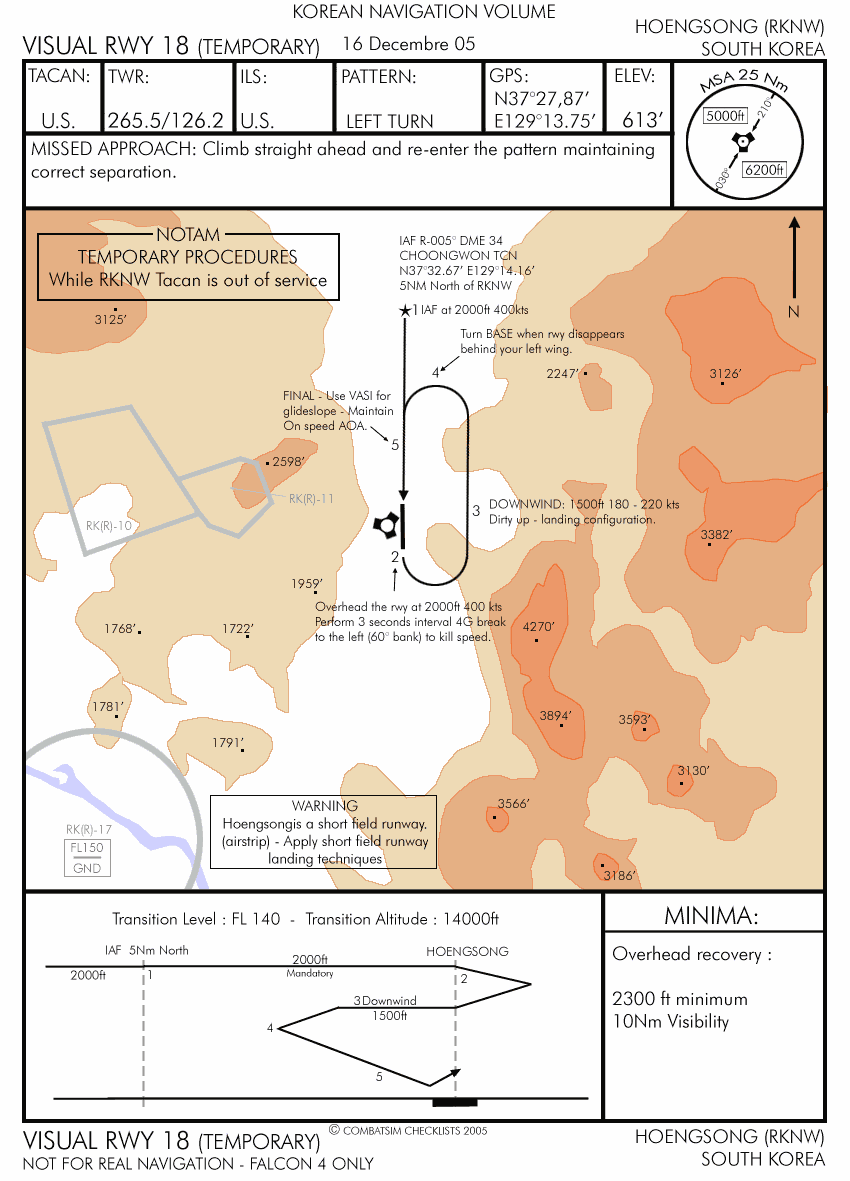 KOREAN NAVIGATION VOLUME
VISUAL RWY 18 (TEMPORARY)
16 Decembre 05
HOENGSONG (RKNW)
SOUTH KOREA
TACAN:
U.S.
TWR:
265.5/126.2
ILS:
U.S.
PATTERN:
LEFT TURN
GPS:
N37°27,87'
E129°13.75'
ELEV:
613'
MSA 25 Nm
5000ft
210°
030°
6200ft
MISSED APPROACH: Climb straight ahead and re-enter the pattern maintaining
correct separation.
NOTAM
TEMPORARY PROCEDURES
While RKNW Tacan is out of service
IAF R-005° DME 34
CHOONGWON TCN
N37°32.67' E129°14.16'
5NM North of RKNW
1 IAF at 2000ft 400kts
N
3125'
Turn BASE when rwy disappears
behind your left wing.
4
2247'
3126'
FINAL - Use VASI for
glideslope - Maintain
On speed AOA.
5
2598'
RK(R)-11
RK(R)-10
3
DOWNWIND: 1500ft 180 - 220 kts
Dirty up - landing configuration.
3382'
2
1959'
Overhead the rwy at 2000ft 400 kts
Perform 3 seconds interval 4G break
to the left (60° bank) to kill speed.
1768'
1722'
4270'
1781'
1791'
3894'
3593'
3130'
3566'
3186'
WARNING
Hoengsongis a short field runway.
(airstrip) - Apply short field runway
landing techniques
RK(R)-17
FL150
GND
Transition Level : FL 140 - Transition Altitude : 14000ft
IAF 5Nm North
HOENGSONG
2000ft
1
2000ft
Mandatory
2
3 Downwind
1500ft
4
5
MINIMA:
Overhead recovery :
2300 ft minimum
10Nm Visibility
VISUAL RWY 18 (TEMPORARY)
NOT FOR REAL NAVIGATION - FALCON 4 ONLY
© COMBATSIM CHECKLISTS 2005
HOENGSONG (RKNW)
SOUTH KOREA